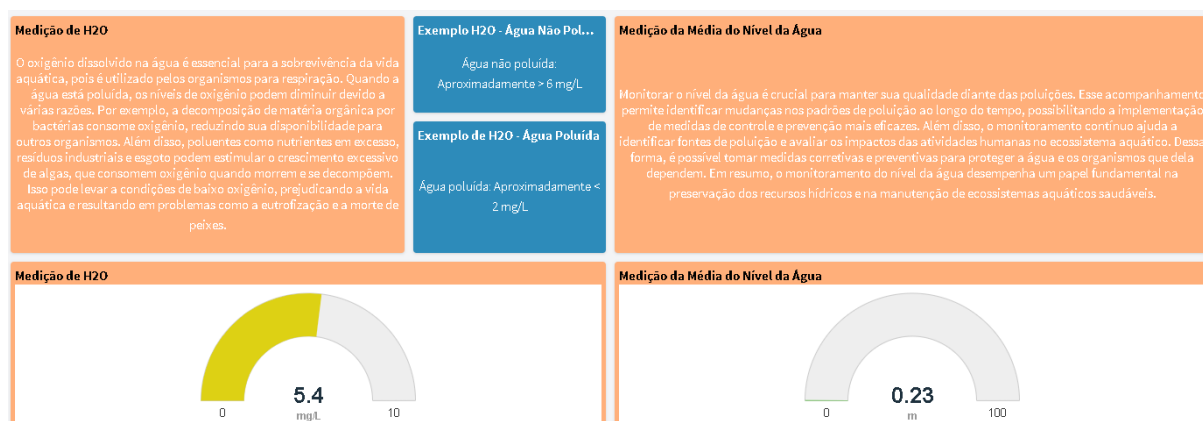 Medição de H2O
O oxigênio dissolvido na água é essencial para a sobrevivência da vida
aquática, pois é utilizado pelos organismos para respiração. Quando a
água está poluída, os níveis de oxigênio podem diminuir devido a
várias razões. Por exemplo, a decomposição de matéria orgânica por
bactérias consome oxigênio, reduzindo sua disponibilidade para
outros organismos. Além disso, poluentes como nutrientes em excesso,
resíduos industriais e esgoto podem estimular o crescimento excessivo
de algas, que consomem oxigênio quando morrem e se decompõem.
Isso pode levar a condições de baixo oxigênio, prejudicando a vida
aquática e resultando em problemas como a eutrofização e a morte de
peixes.
Exemplo H2O - Água Não Pol...
Água não poluída:
Aproximadamente > 6 mg/L
Exemplo de H2O - Água Poluída
Água poluída: Aproximadamente <
2 mg/L
Medição da Média do Nível da Água
Monitorar o nível da água é crucial para manter sua qualidade diante das poluições. Esse acompanhamento
permite identificar mudanças nos padrões de poluição ao longo do tempo, possibilitando a implementação
de medidas de controle e prevenção mais eficazes. Além disso, o monitoramento contínuo ajuda a
identificar fontes de poluição e avaliar os impactos das atividades humanas no ecossistema aquático. Dessa
forma, é possível tomar medidas corretivas e preventivas para proteger a água e os organismos que dela
dependem. Em resumo, o monitoramento do nível da água desempenha um papel fundamental na
preservação dos recursos hídricos e na manutenção de ecossistemas aquáticos saudáveis.
Medição de H2O
5.4
0
mg/L
10
Medição da Média do Nível da Água
0.23
0
m
100